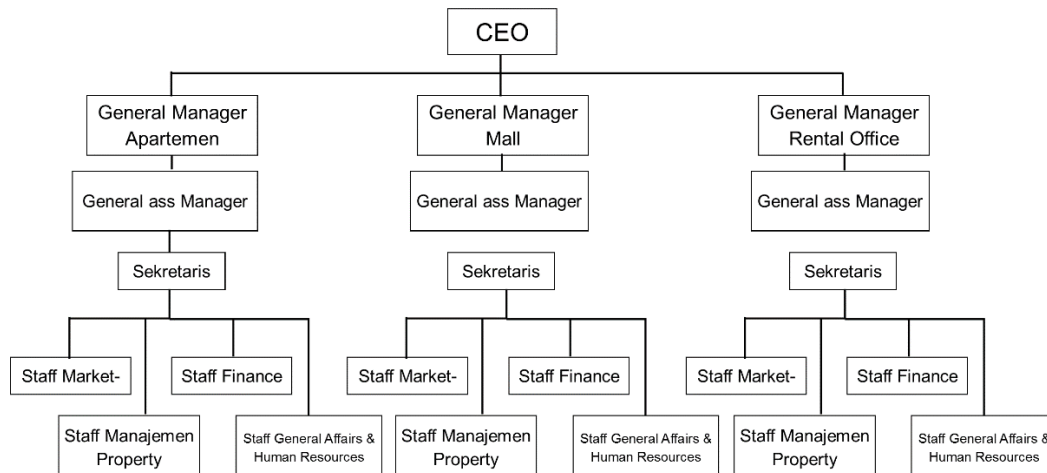 CEO
General Manager
Apartemen
General Manager
Mall
General Manager
Rental Office
General ass Manager
General ass Manager
General ass Manager
Sekretaris
Sekretaris
Sekretaris
Staff Market-
Staff Finance
Staff Market-
Staff Finance
Staff Market-
Staff Finance
Staff Manajemen
Property
Staff General Affairs &
Human Resources
Staff Manajemen
Property
Staff General Affairs &
Human Resources
Staff Manajemen
Property
Staff General Affairs &
Human Resources